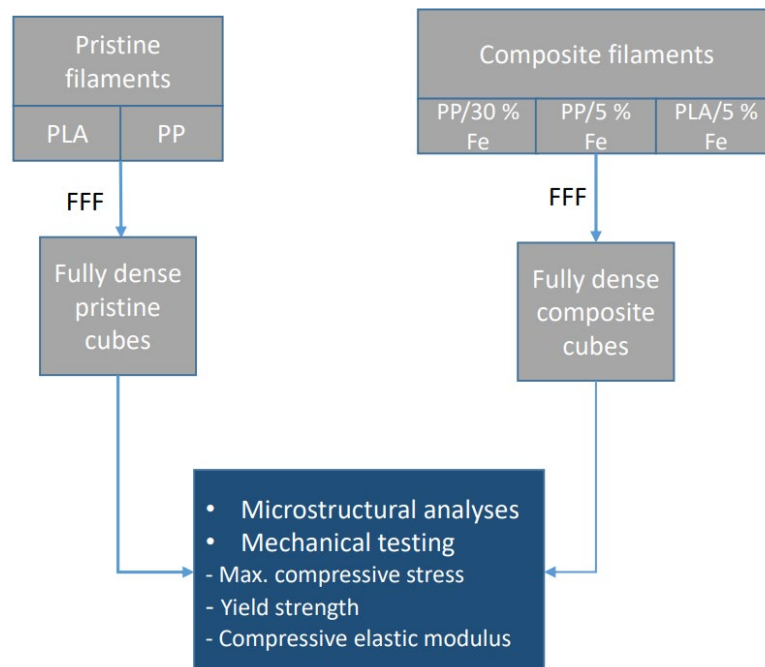 Pristine
filaments
PLA
PP
FFF
Fully dense
pristine
cubes
Composite filaments
PP/30 %
Fe
PP/5 %
Fe
PLA/5 %
Fe
FFF
Fully dense
composite
cubes
• Microstructural analyses
• Mechanical testing
- Max. compressive stress
- Yield strength
- Compressive elastic modulus